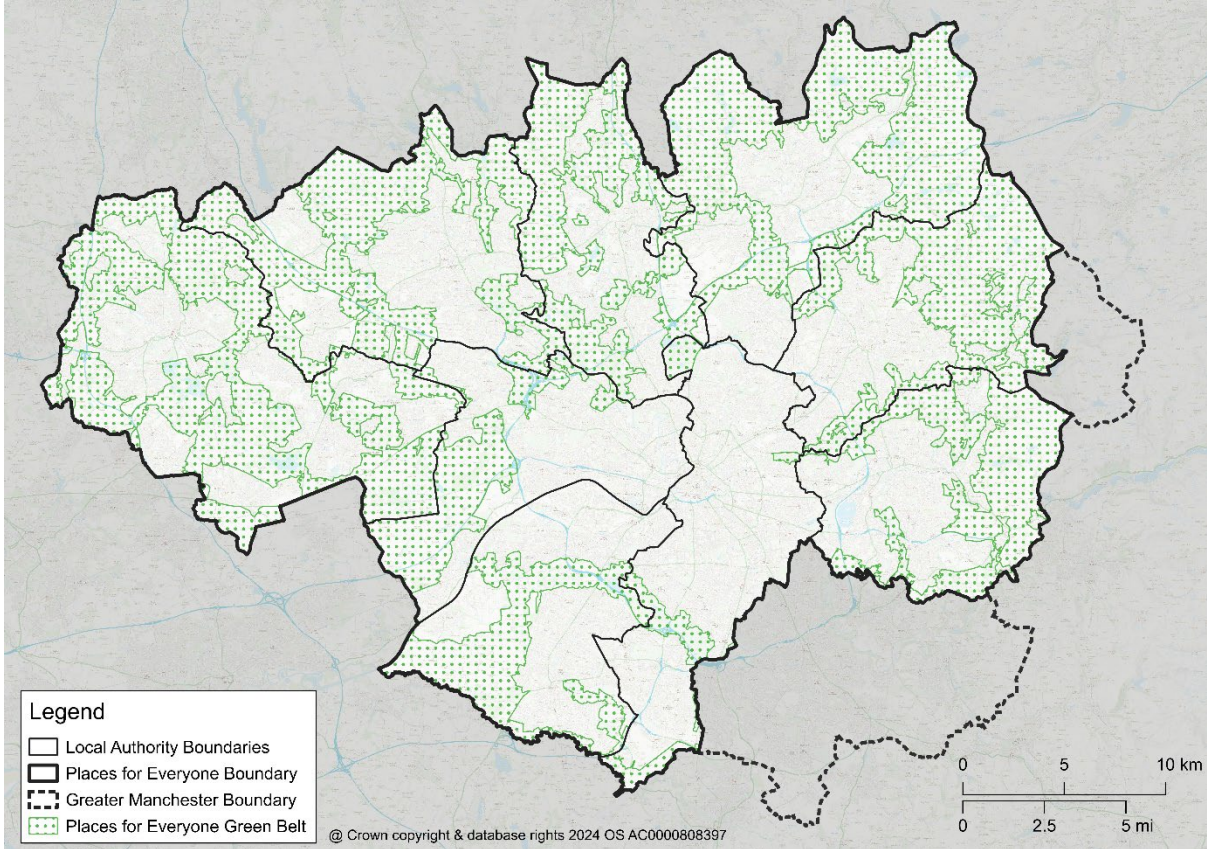 Legend
Local Authority Boundaries
Places for Everyone Boundary
Greater Manchester Boundary
Places for Everyone Green Belt
@ Crown copyright & database rights 2024 OS AC0000808397
0 5 10 km
0 2.5 5 mi